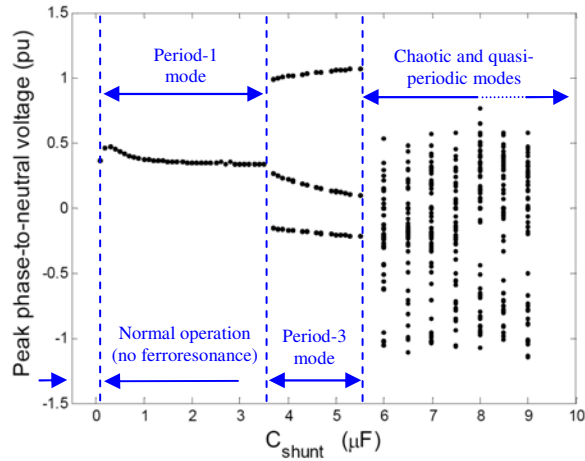 Peak phase-to-neutral voltage (pu)
1.5
1
0.5
0
-0.5
-1
-1.5
Period-1
mode
Chaotic and quasi-
periodic modes
Normal operation
(no ferroresonance)
Period-3
mode
0 1 2 3 4 5 6 7 8 9 10
C shunt (μF)